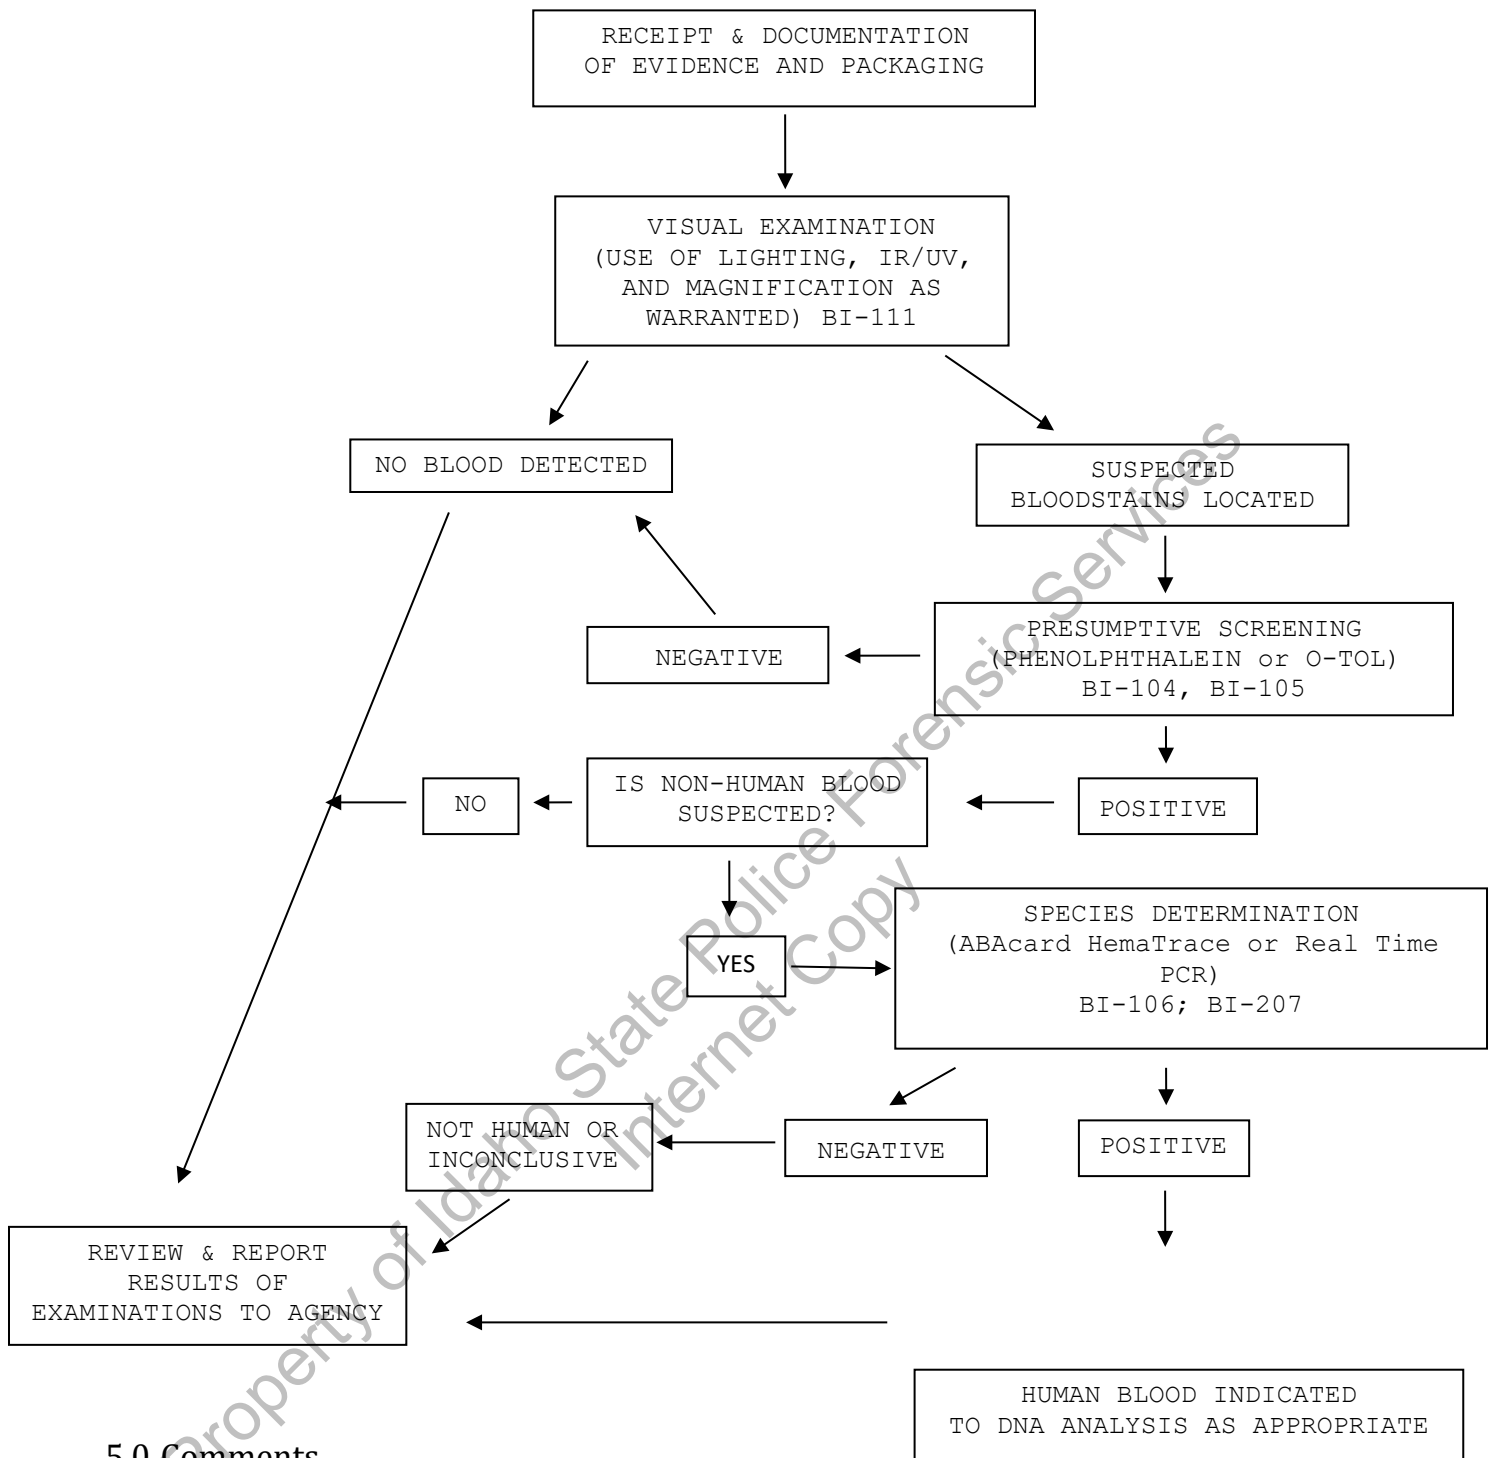 RECEIPT & DOCUMENTATION
OF EVIDENCE AND PACKAGING
VISUAL EXAMINATION
(USE OF LIGHTING, IR/UV,
AND MAGNIFICATION AS
WARRANTED) BI-111
NO BLOOD DETECTED
SUSPECTED
BLOODSTAINS LOCATED
PRESUMPTIVE SCREENING
(PHENOLPHTHALEIN or O-TOL)
BI-104, BI-105
NEGATIVE
IS NON-HUMAN BLOOD
SUSPECTED?
NO
POSITIVE
YES
SPECIES DETERMINATION
(ABAcard HemaTrace or Real Time
PCR)
BI-106; BI-207
NOT HUMAN OR
INCONCLUSIVE
NEGATIVE
POSITIVE
REVIEW & REPORT
RESULTS OF
EXAMINATIONS TO AGENCY
HUMAN BLOOD INDICATED
TO DNA ANALYSIS AS APPROPRIATE
5.0 Comments
Property of Idaho State Police Forensic Services
Internet Copy